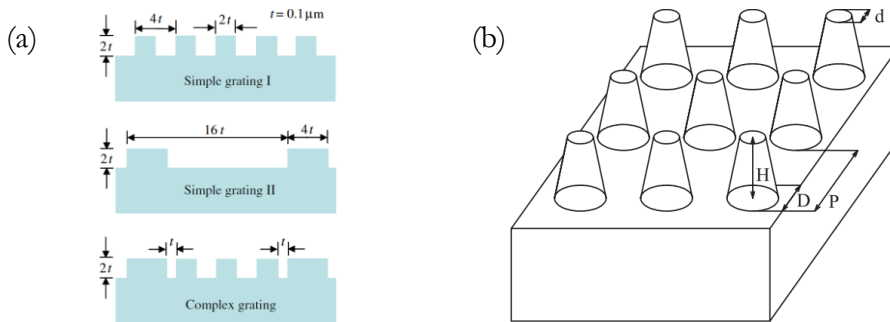 (a)
4t
2t
t = 0.1 μm
2t
Simple grating I
16t
4t
2t
Simple grating II
t
t
2t
Complex grating
(b)
d
H
D
P